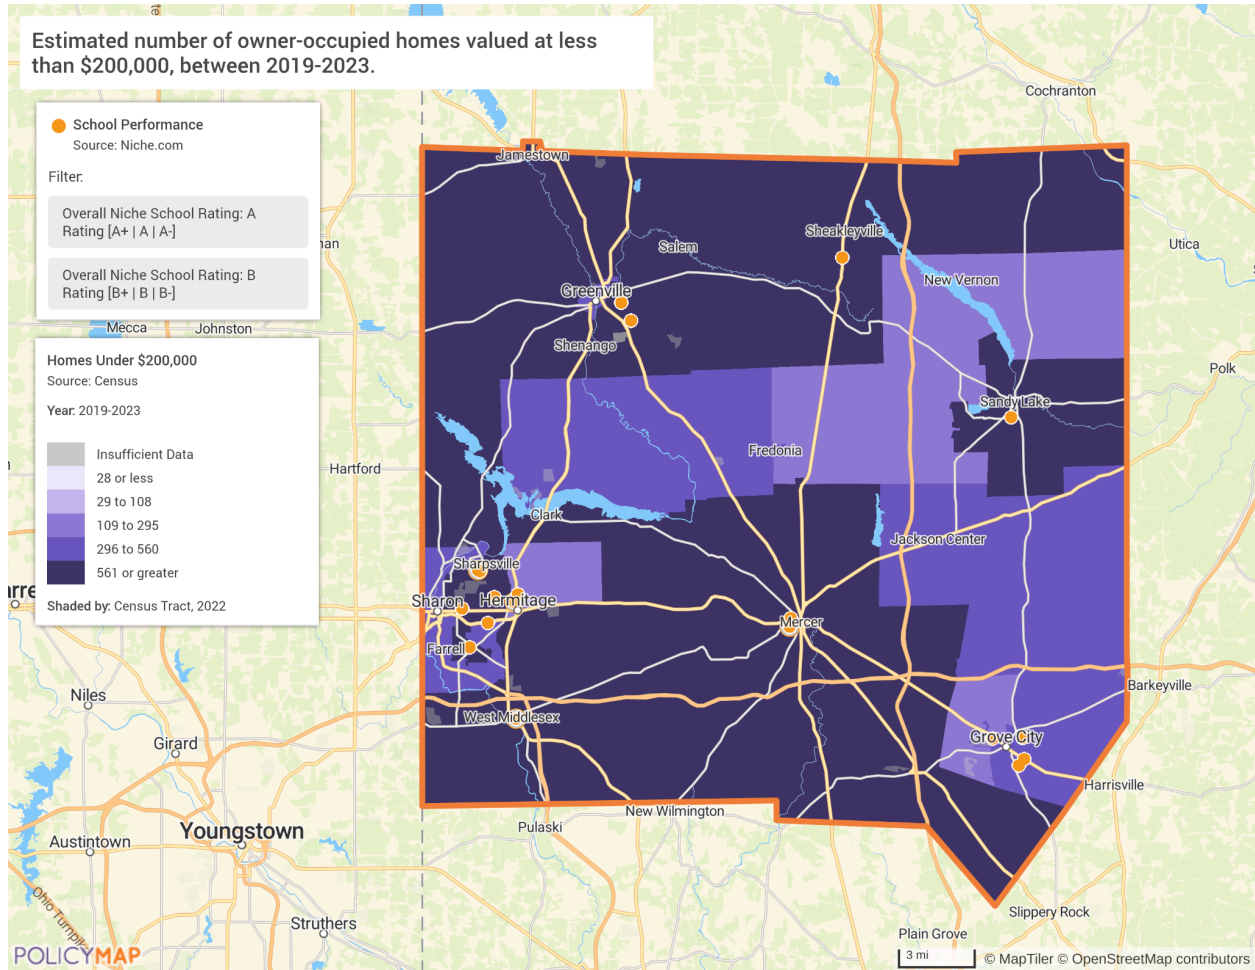 Estimated number of owner-occupied homes valued at less
than $200,000, between 2019-2023.
School Performance
Source: Niche.com
Filter:
Overall Niche School Rating: A
Rating [A+ | A | A-]
Overall Niche School Rating: B
Rating [B+ | B | B-]
Homes Under $200,000
Source: Census
Year: 2019-2023
Insufficient Data
28 or less
29 to 108
109 to 295
296 to 560
561 or greater
Shaded by: Census Tract, 2022
Cochranton
Jamestown
Sheakleyville
Utica
Salem
New Vernon
Greenville
Mecca
Johnston
Shenango
Polk
Sandy Lake
Fredonia
Hartford
Clark
Jackson Center
Sharpsville
Sharon
Hermitage
Mercer
Farrell
Barkeyville
Niles
West Middlesex
Girard
Grove City
Harrisville
New Wilmington
Pulaski
Youngstown
Austintown
Ohio Turnpik
Struthers
Slippery Rock
Plain Grove
POLICYMAP
3 mi
© MapTiler © OpenStreetMap contributors